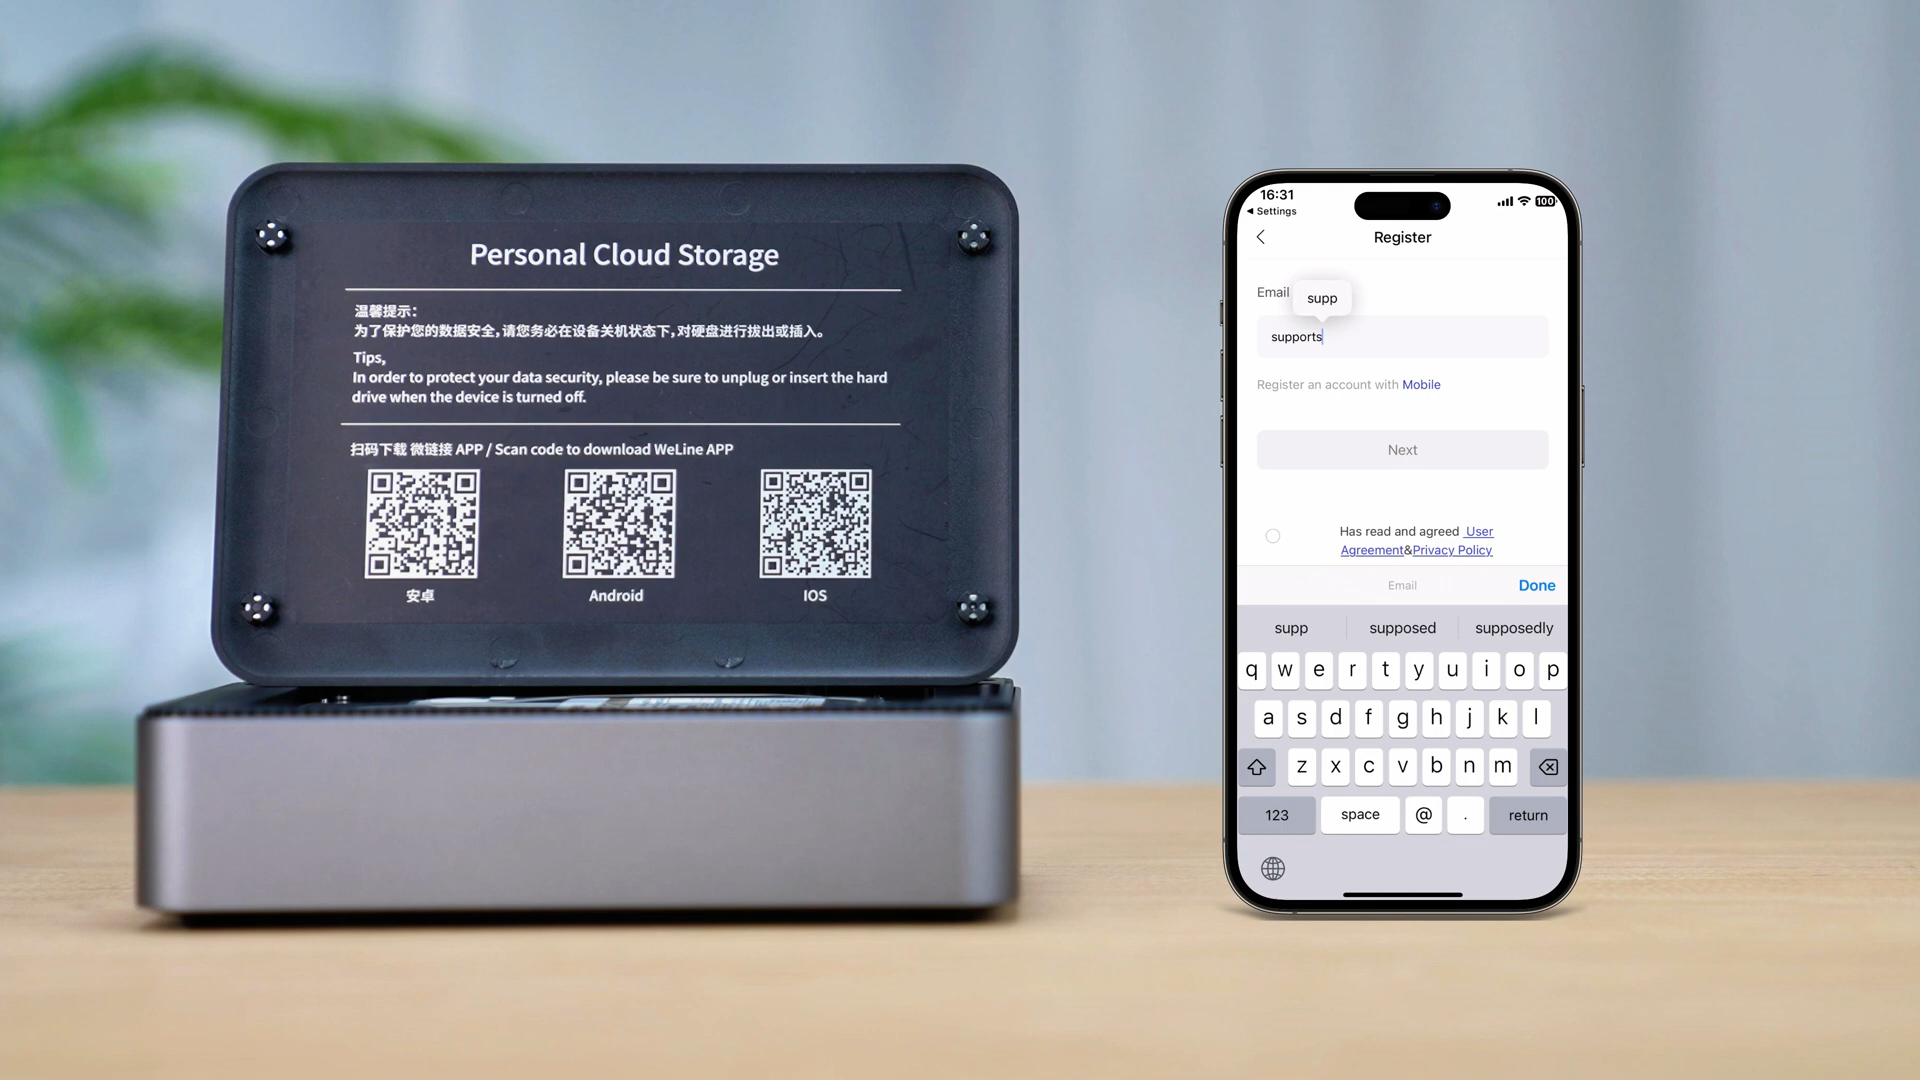 Personal Cloud Storage
温馨提示：
为了保护您的数据安全，请您务必在设备关机状态下，对硬盘进行拔出或插入。
Tips,
In order to protect your data security, please be sure to unplug or insert the hard
drive when the device is turned off.
扫码下载 微链接 APP / Scan code to download WeLine APP
安卓
Android
IOS
16:31
100
Settings
Register
Email
supp
supports
Register an account with Mobile
Next
Has read and agreed User
Agreement&Privacy Policy
Email
Done
supp supposed supposedly
q w e r t y u i o p
a s d f g h j k l
z x c v b n m
123 space @ . return